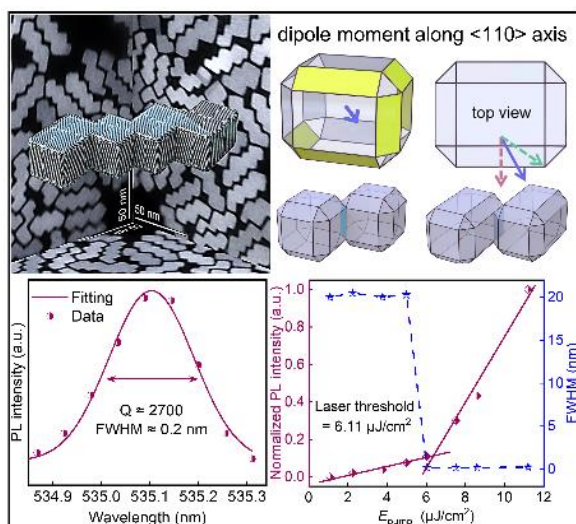 dipole moment along <110> axis
top view
50 nm
50 nm
Fitting
Data
Q ≈ 2700
FWHM ≈ 0.2 nm
PL intensity (a.u.)
534.9 535.0 535.1 535.2 535.3
Wavelength (nm)
Normalized PL intensity (a.u.)
1.0
0.8
0.6
0.4
0.2
0.0
Laser threshold
= 6.11 μJ/cm²
20
10
0
FWHM (nm)
0 2 4 6 8 10 12 14
(μJ/cm²)